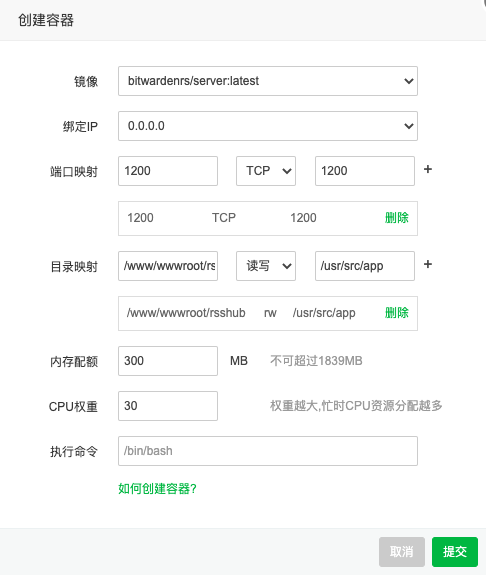 创建容器
镜像 bitwardenrs/server:latest
绑定IP 0.0.0.0
端口映射 1200 TCP 1200 +
1200 TCP 1200 删除
目录映射 /www/wwwroot/rs 读写 /usr/src/app +
/www/wwwroot/rsshub rw /usr/src/app 删除
内存配额 300 MB 不可超过1839MB
CPU权重 30 权重越大,忙时CPU资源分配越多
执行命令 /bin/bash
如何创建容器?
取消 提交